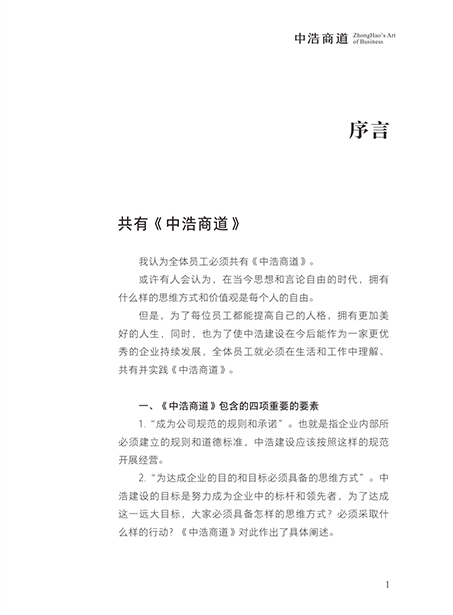 中浩商道 ZhongHao's Art
of Business
序言
共有《中浩商道》
我认为全体员工必须共有《中浩商道》。
或许有人会认为，在当今思想和言论自由的时代，拥有
什么样的思维方式和价值观是每个人的自由。
但是，为了每位员工都能提高自己的人格，拥有更加美
好的人生，同时，也为了使中浩建设在今后能作为一家更优
秀的企业持续发展，全体员工就必须在生活和工作中理解、
共有并实践《中浩商道》。
一、《中浩商道》包含的四项重要的要素
1. “成为公司规范的规则和承诺”。也就是指企业内部所
必须建立的规则和道德标准，中浩建设应该按照这样的规范
开展经营。
2. “为达成企业的目的和目标必须具备的思维方式”。中
浩建设的目标是努力成为企业中的标杆和领先者，为了达成
这一远大目标，大家必须具备怎样的思维方式？必须采取什
么样的行动？《中浩商道》对此作出了具体阐述。
1